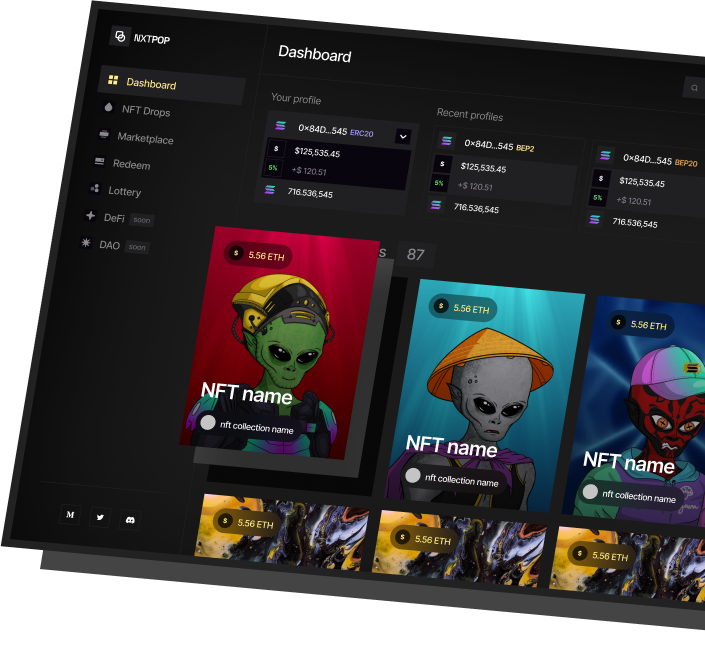 NXTPOP
Dashboard
NFT Drops
Marketplace
Redeem
Lottery
DeFi soon
DAO soon
M
Dashboard
Your profile
0×84D...545 ERC20
$ $125,535.45
5% +$ 120.51
716.536,545
Recent profiles
0×84D...545 BEP2
$ $125,535.45
5% +$ 120.51
716.536,545
0×84D...545 BEP20
$ $125,535.45
5% +$ 120.51
716.536,545
s 87
$ 5.56 ETH
NFT name
nft collection name
$ 5.56 ETH
NFT name
nft collection name
$ 5.56 ETH
NFT name
nft collection name
$ 5.56 ETH
$ 5.56 ETH
$ 5.56 ETH